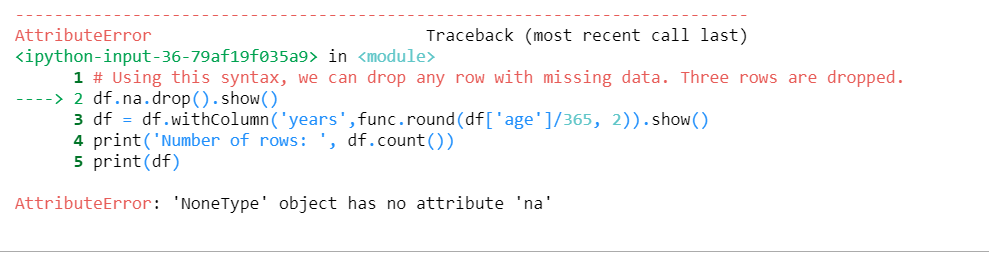 ---------------------------------------------------------------------------
AttributeError                            Traceback (most recent call last)
<ipython-input-36-79af19f035a9> in <module>
      1 # Using this syntax, we can drop any row with missing data. Three rows are dropped.
----> 2 df.na.drop().show()
      3 df = df.withColumn('years',func.round(df['age']/365, 2)).show()
      4 print('Number of rows: ', df.count())
      5 print(df)
AttributeError: 'NoneType' object has no attribute 'na'